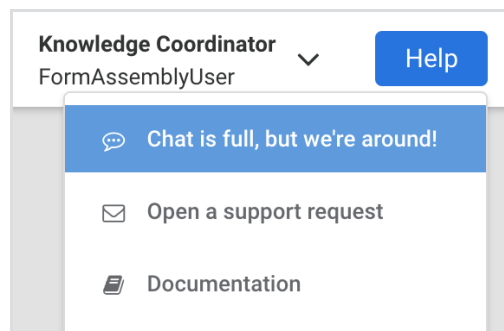 Knowledge Coordinator
FormAssemblyUser
Help
Chat is full, but we're around!
Open a support request
Documentation